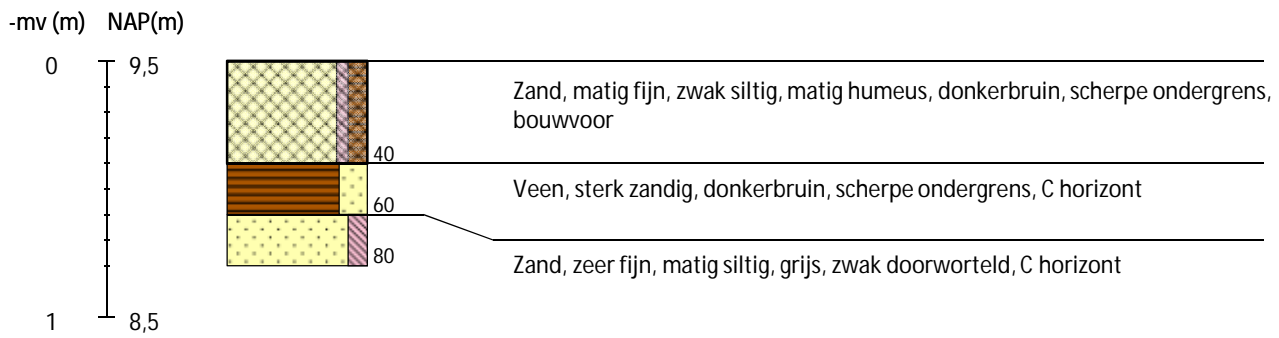 -mv (m) NAP(m)
0 9,5
Zand, matig fijn, zwak siltig, matig humeus, donkerbruin, scherpe ondergrens,
bouwvoor
40
Veen, sterk zandig, donkerbruin, scherpe ondergrens, C horizont
60
80
Zand, zeer fijn, matig siltig, grijs, zwak doorworteld, C horizont
1 8,5